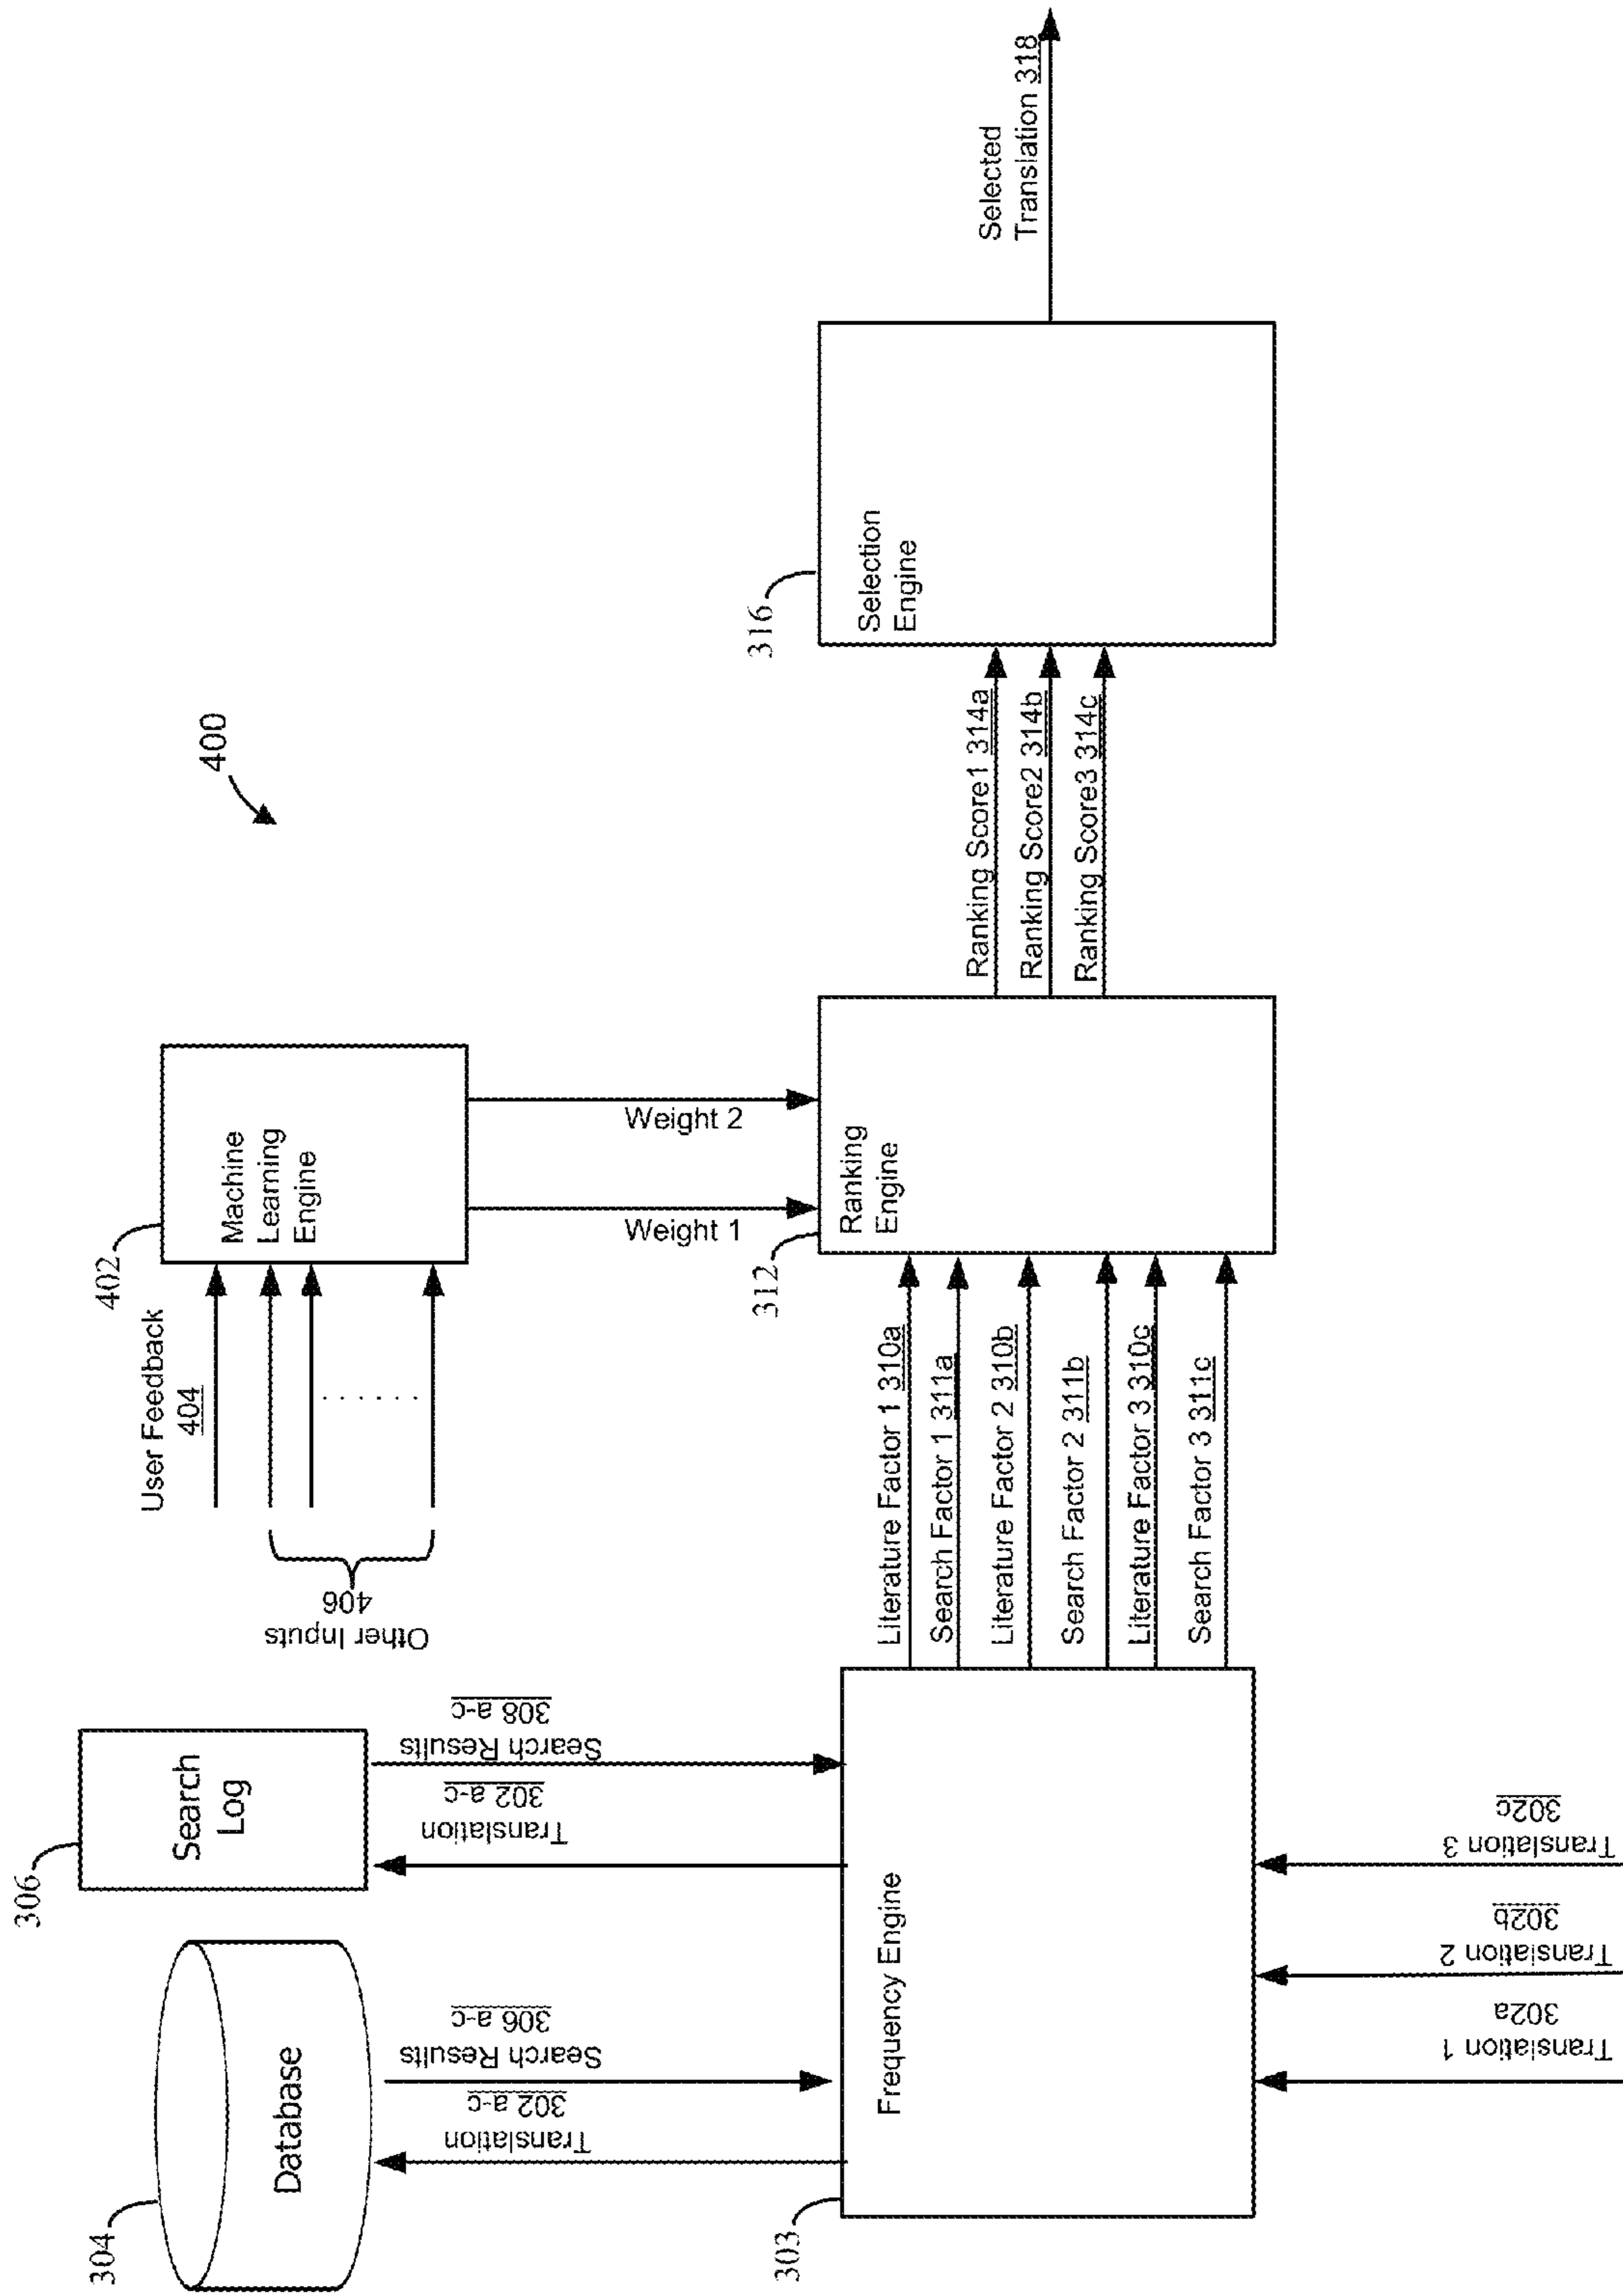 400
304
Database
306
Search
Log
Translation
302 a-c
Search Results
306 a-c
Translation
302 a-c
Search Results
308 a-c
303
Frequency Engine
Translation 1
302a
Translation 2
302b
Translation 3
302c
Other Inputs
406
User Feedback
404
402
Machine
Learning
Engine
Weight 1
Weight 2
Literature Factor 1 310a
Search Factor 1 311a
Literature Factor 2 310b
Search Factor 2 311b
Literature Factor 3 310c
Search Factor 3 311c
312
Ranking
Engine
Ranking Score1 314a
Ranking Score2 314b
Ranking Score3 314c
316
Selection
Engine
Selected
Translation 318